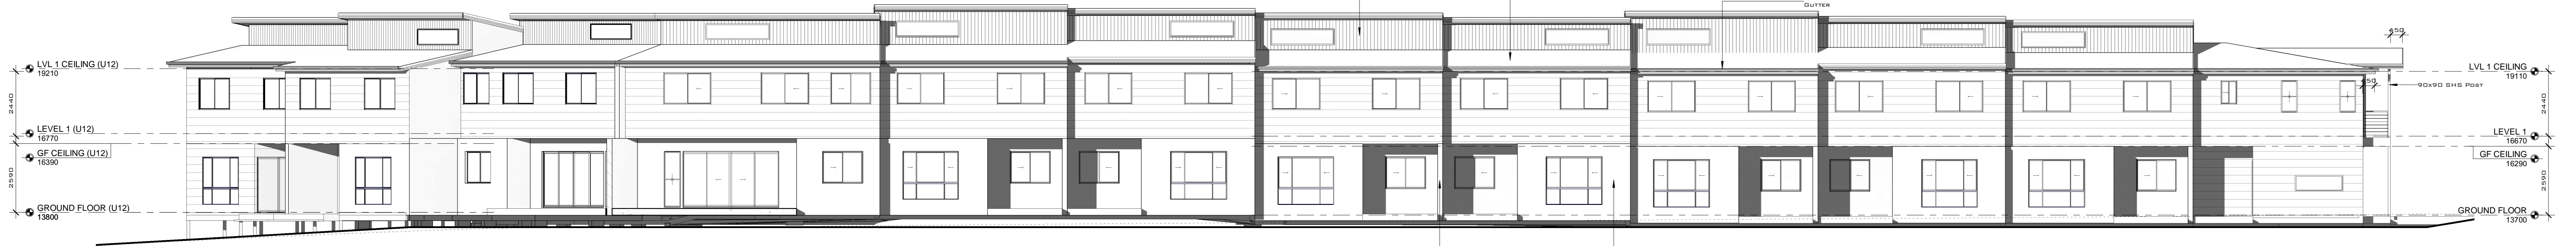 GUTTER
450
LVL 1 CEILING (U12)
19210
2440
LEVEL 1 (U12)
16770
GF CEILING (U12)
16390
2590
GROUND FLOOR (U12)
13800
LVL 1 CEILING
19110
450
90x90 SHS POST
2440
LEVEL 1
16670
GF CEILING
16290
2590
GROUND FLOOR
13700